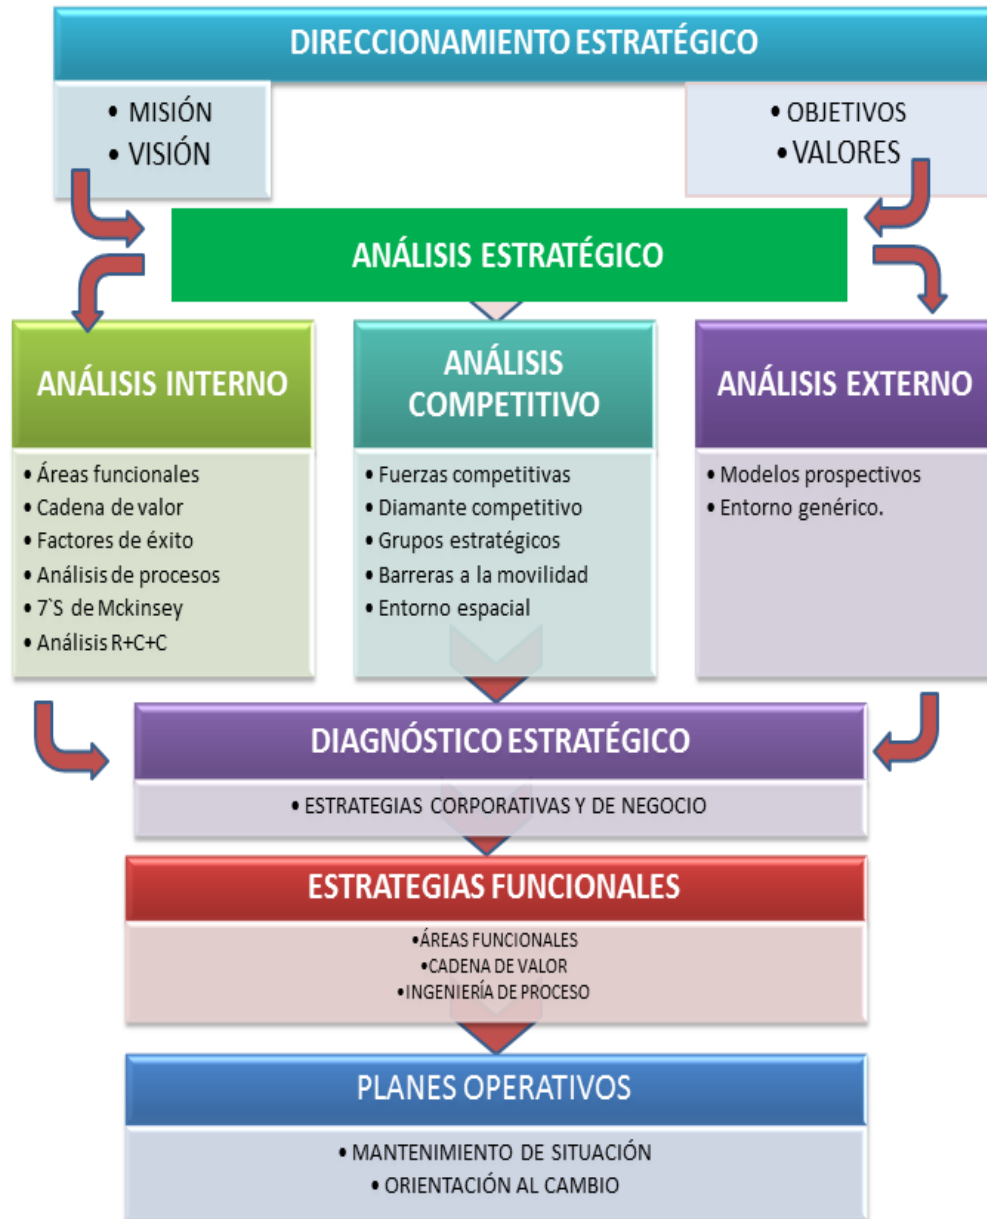 DIRECCIONAMIENTO ESTRATÉGICO
• MISIÓN
• VISIÓN
• OBJETIVOS
• VALORES
ANÁLISIS ESTRATÉGICO
ANÁLISIS INTERNO
• Áreas funcionales
• Cadena de valor
• Factores de éxito
• Análisis de procesos
• 7`S de Mckinsey
• Análisis R+C+C
ANÁLISIS
COMPETITIVO
• Fuerzas competitivas
• Diamante competitivo
• Grupos estratégicos
• Barreras a la movilidad
• Entorno espacial
ANÁLISIS EXTERNO
• Modelos prospectivos
• Entorno genérico.
DIAGNÓSTICO ESTRATÉGICO
• ESTRATEGIAS CORPORATIVAS Y DE NEGOCIO
ESTRATEGIAS FUNCIONALES
•ÁREAS FUNCIONALES
•CADENA DE VALOR
•INGENIERÍA DE PROCESO
PLANES OPERATIVOS
• MANTENIMIENTO DE SITUACIÓN
• ORIENTACIÓN AL CAMBIO